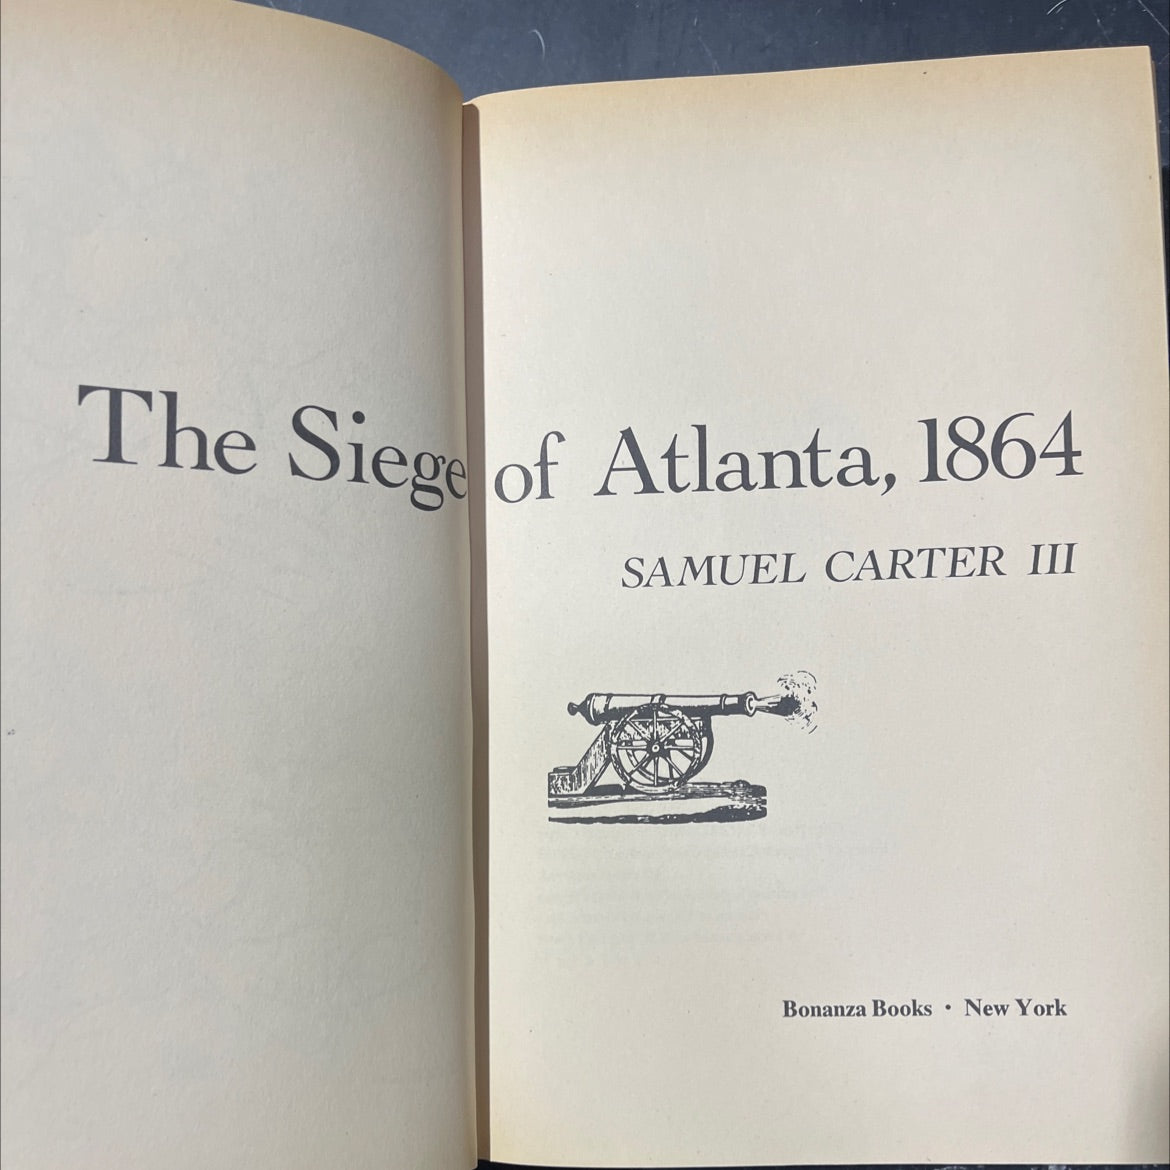 The Siege of Atlanta, 1864
SAMUEL CARTER III
Bonanza Books · New York